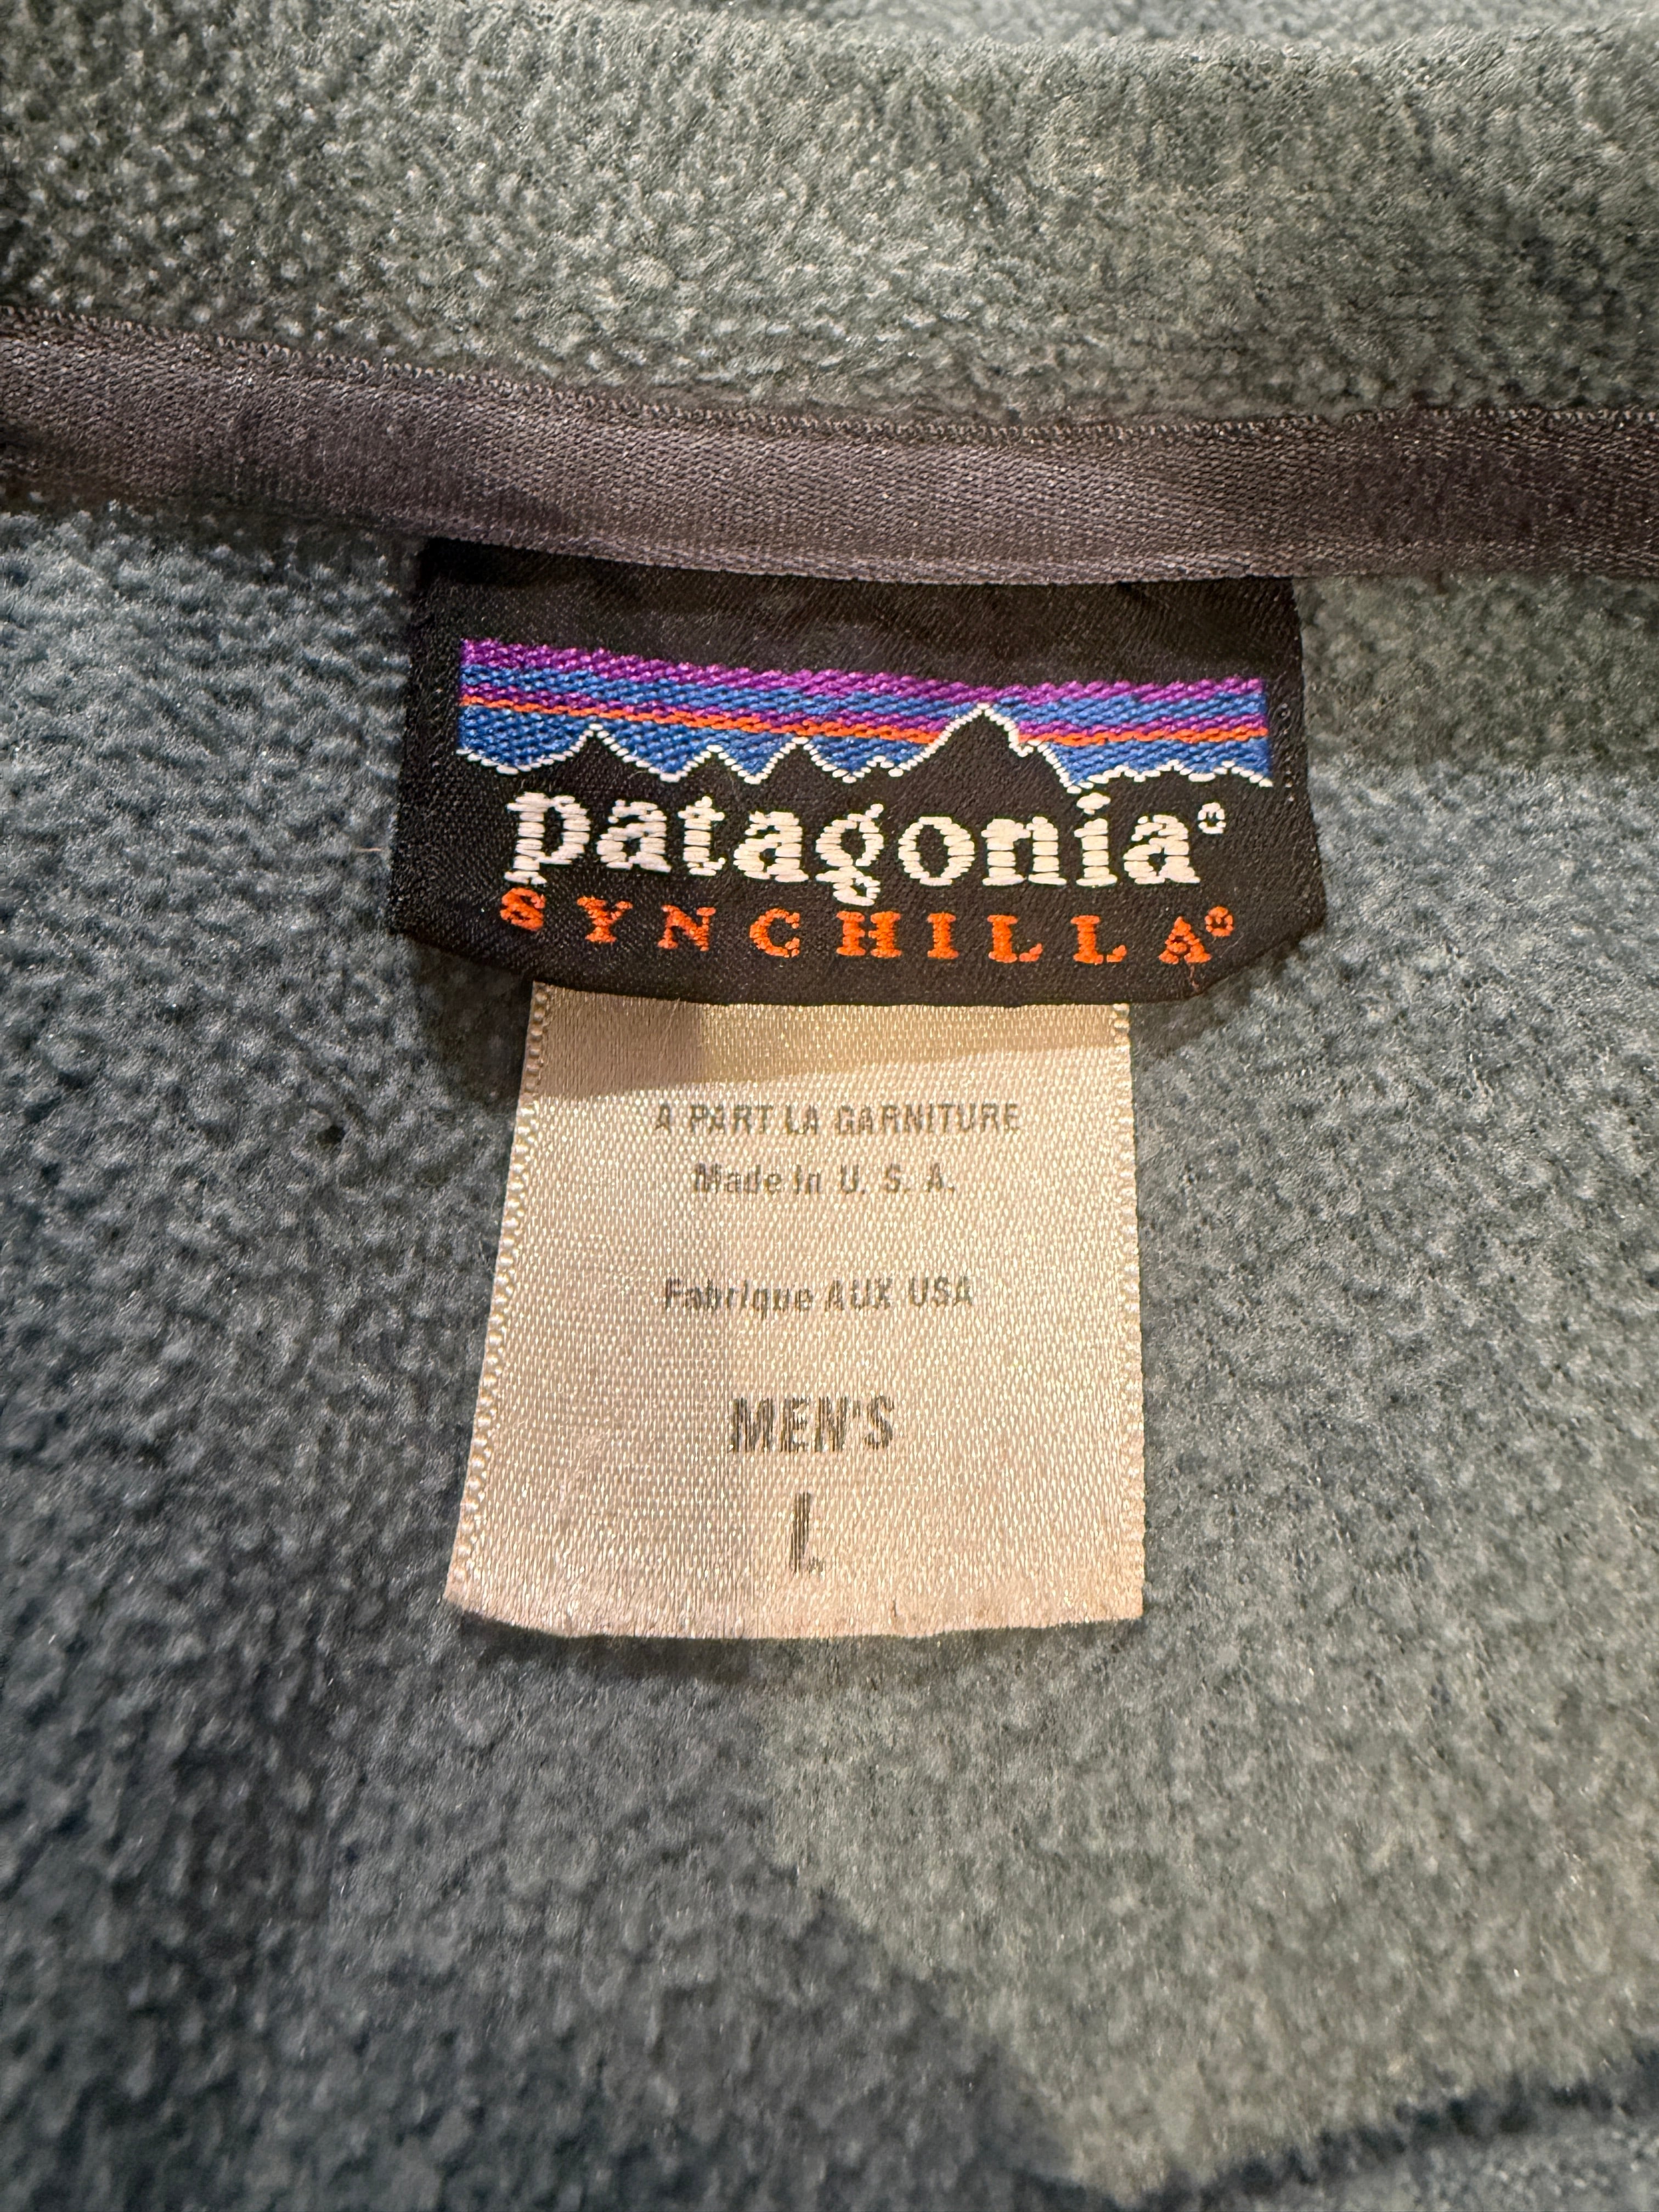 patagonia®
SYNCHILLA®
A PART LA GARNITURE
Made in U. S. A.
Fabrique AUX USA
MEN'S
L